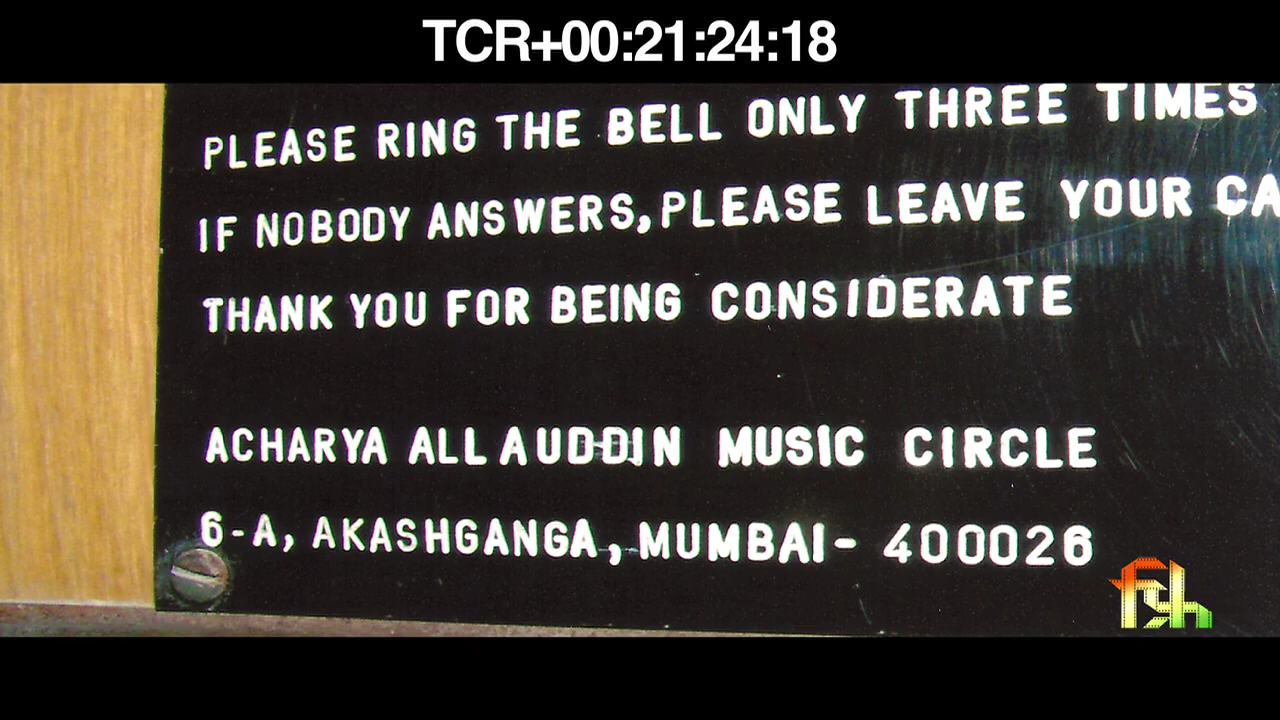 TCR+00:21:24:18
PLEASE RING THE BELL ONLY THREE TIMES
IF NOBODY ANSWERS, PLEASE LEAVE YOUR
THANK YOU FOR BEING CONSIDERATE
ACHARYA ALLAUDDIN MUSIC CIRCLE
6-A, AKASHGANGA, MUMBAI- 400026